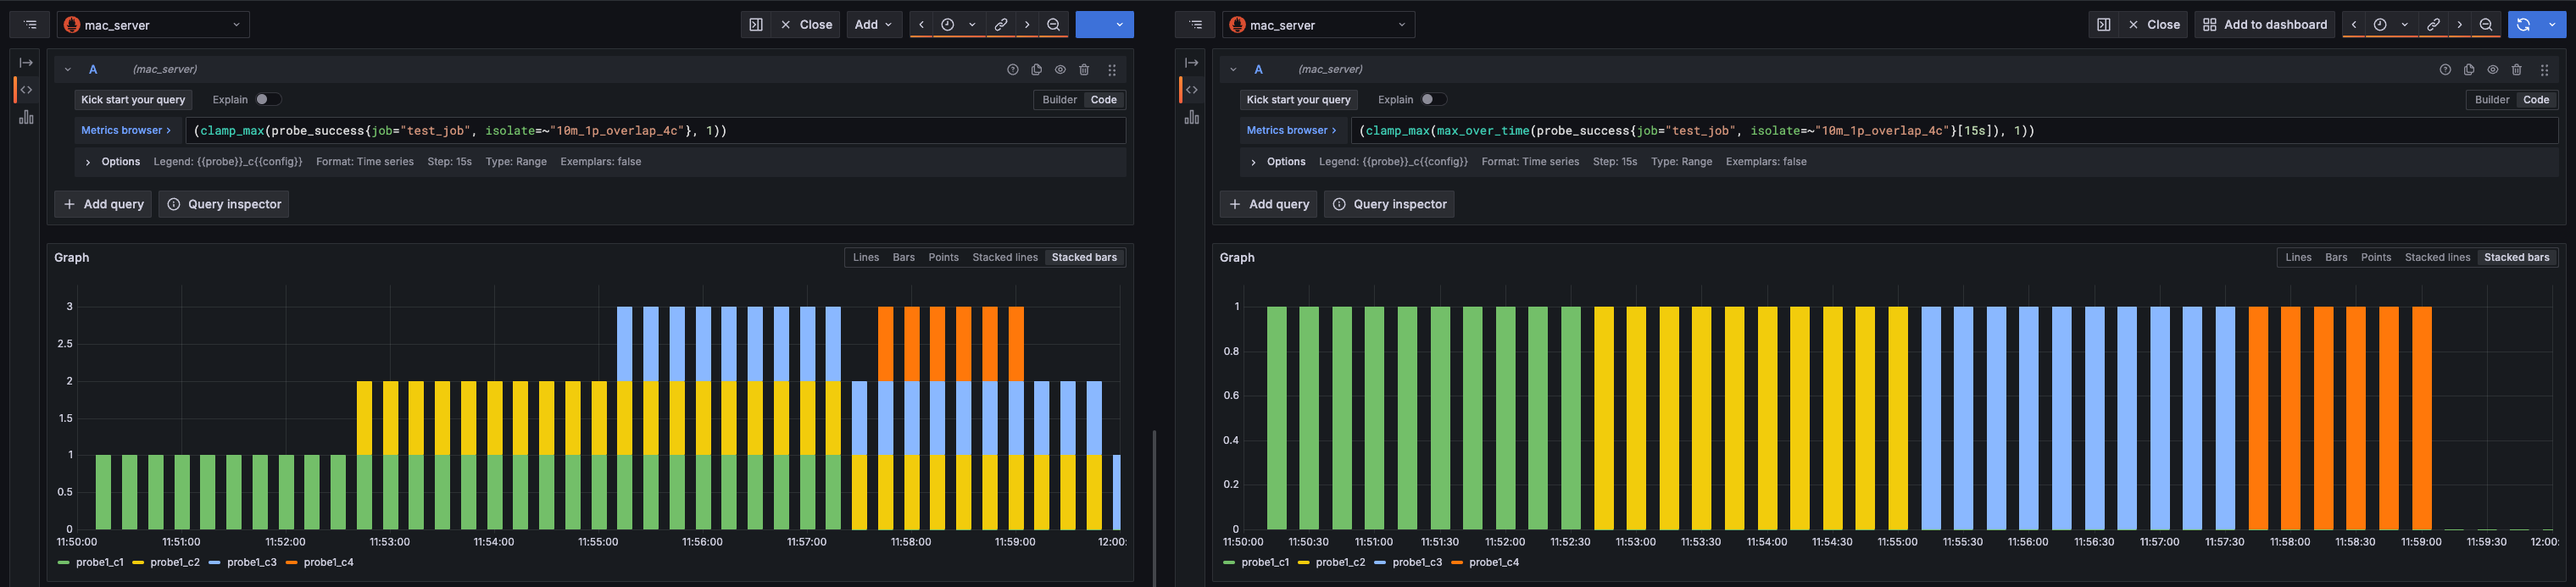 mac_server
Close
Add
A
(mac_server)
Kick start your query
Explain
Builder
Code
Metrics browser >
(clamp_max(probe_success{job="test_job", isolate=~"10m_1p_overlap_4c"}, 1))
Options Legend: {{probe}}_c{{config}} Format: Time series Step: 15s Type: Range Exemplars: false
+ Add query
Query inspector
Graph
Lines Bars Points Stacked lines Stacked bars
3
2.5
2
1.5
1
0.5
0
11:50:00 11:51:00 11:52:00 11:53:00 11:54:00 11:55:00 11:56:00 11:57:00 11:58:00 11:59:00 12:00:
probe1_c1 probe1_c2 probe1_c3 probe1_c4
mac_server
Close
Add to dashboard
A
(mac_server)
Kick start your query
Explain
Builder
Code
Metrics browser >
(clamp_max(max_over_time(probe_success{job="test_job", isolate=~"10m_1p_overlap_4c"}[15s]), 1))
Options Legend: {{probe}}_c{{config}} Format: Time series Step: 15s Type: Range Exemplars: false
+ Add query
Query inspector
Graph
Lines Bars Points Stacked lines Stacked bars
1
0.8
0.6
0.4
0.2
0
11:50:00 11:50:30 11:51:00 11:51:30 11:52:00 11:52:30 11:53:00 11:53:30 11:54:00 11:54:30 11:55:00 11:55:30 11:56:00 11:56:30 11:57:00 11:57:30 11:58:00 11:58:30 11:59:00 11:59:30 12:00:
probe1_c1 probe1_c2 probe1_c3 probe1_c4